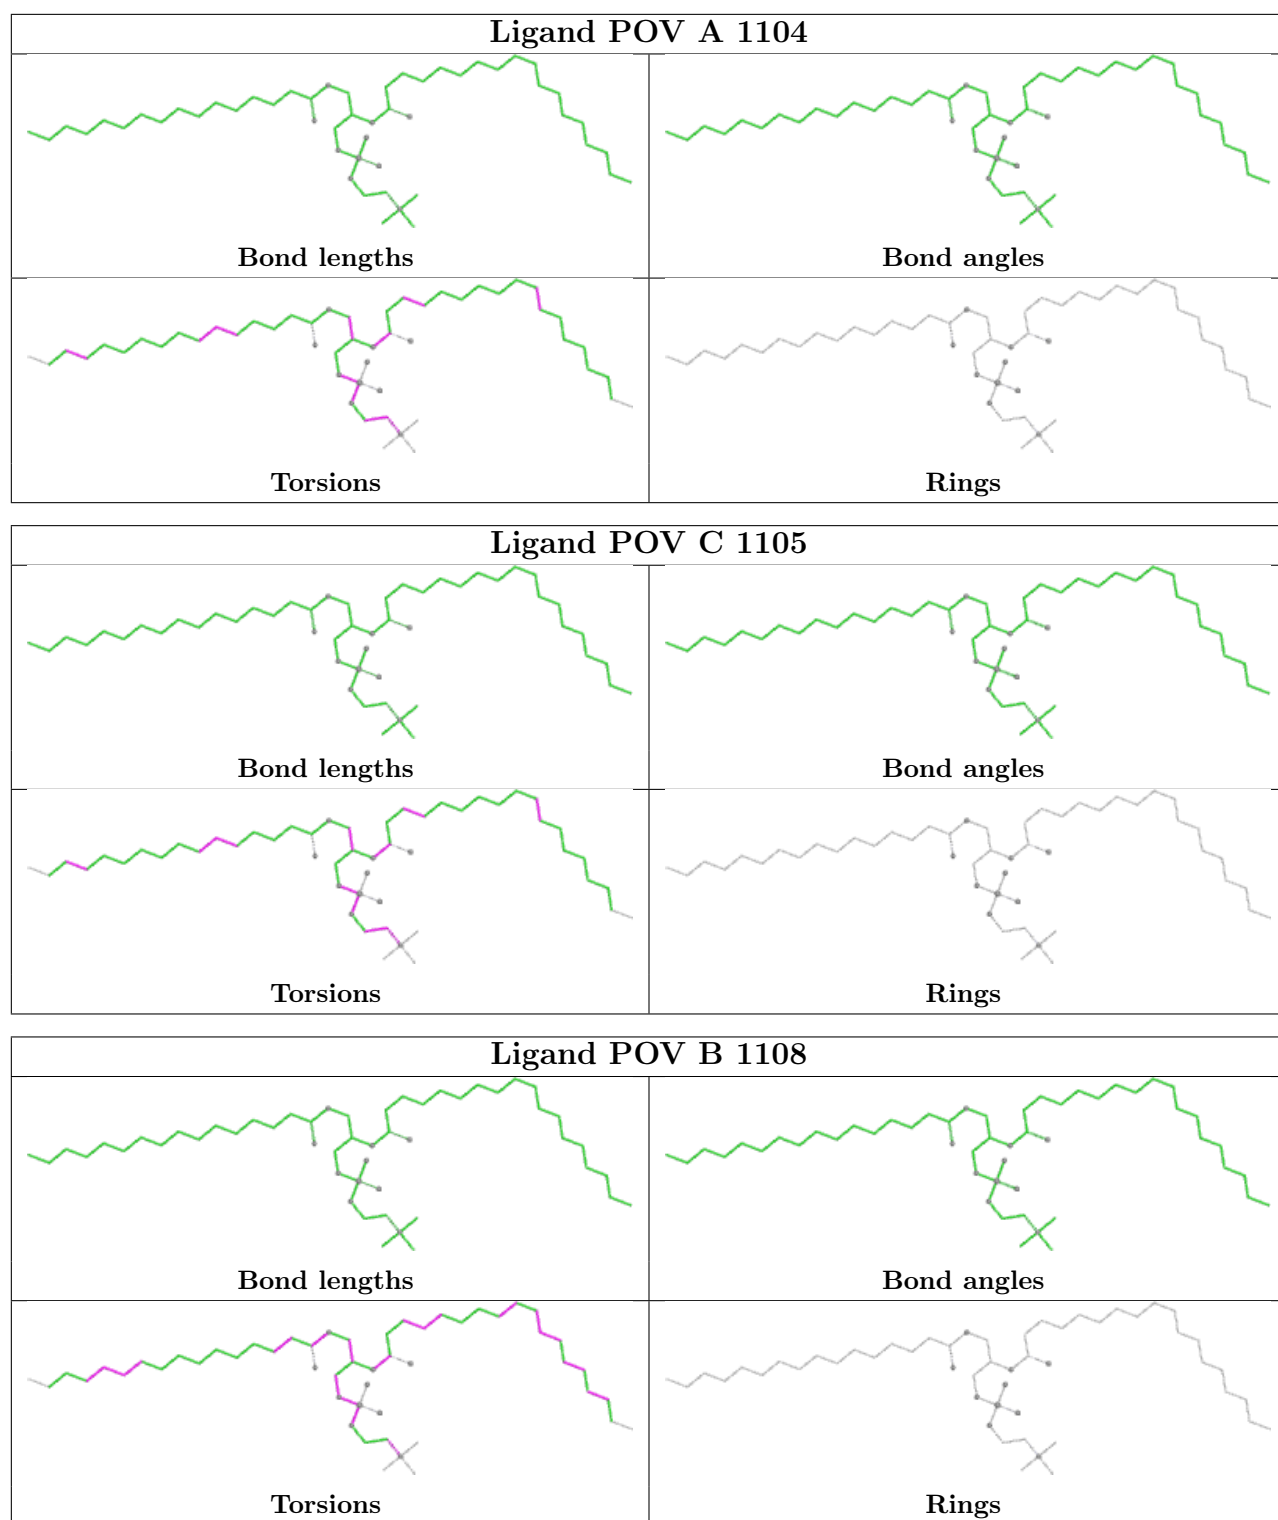 Ligand POV A 1104
Bond lengths
Bond angles
Torsions
Rings
Ligand POV C 1105
Bond lengths
Bond angles
Torsions
Rings
Ligand POV B 1108
Bond lengths
Bond angles
Torsions
Rings